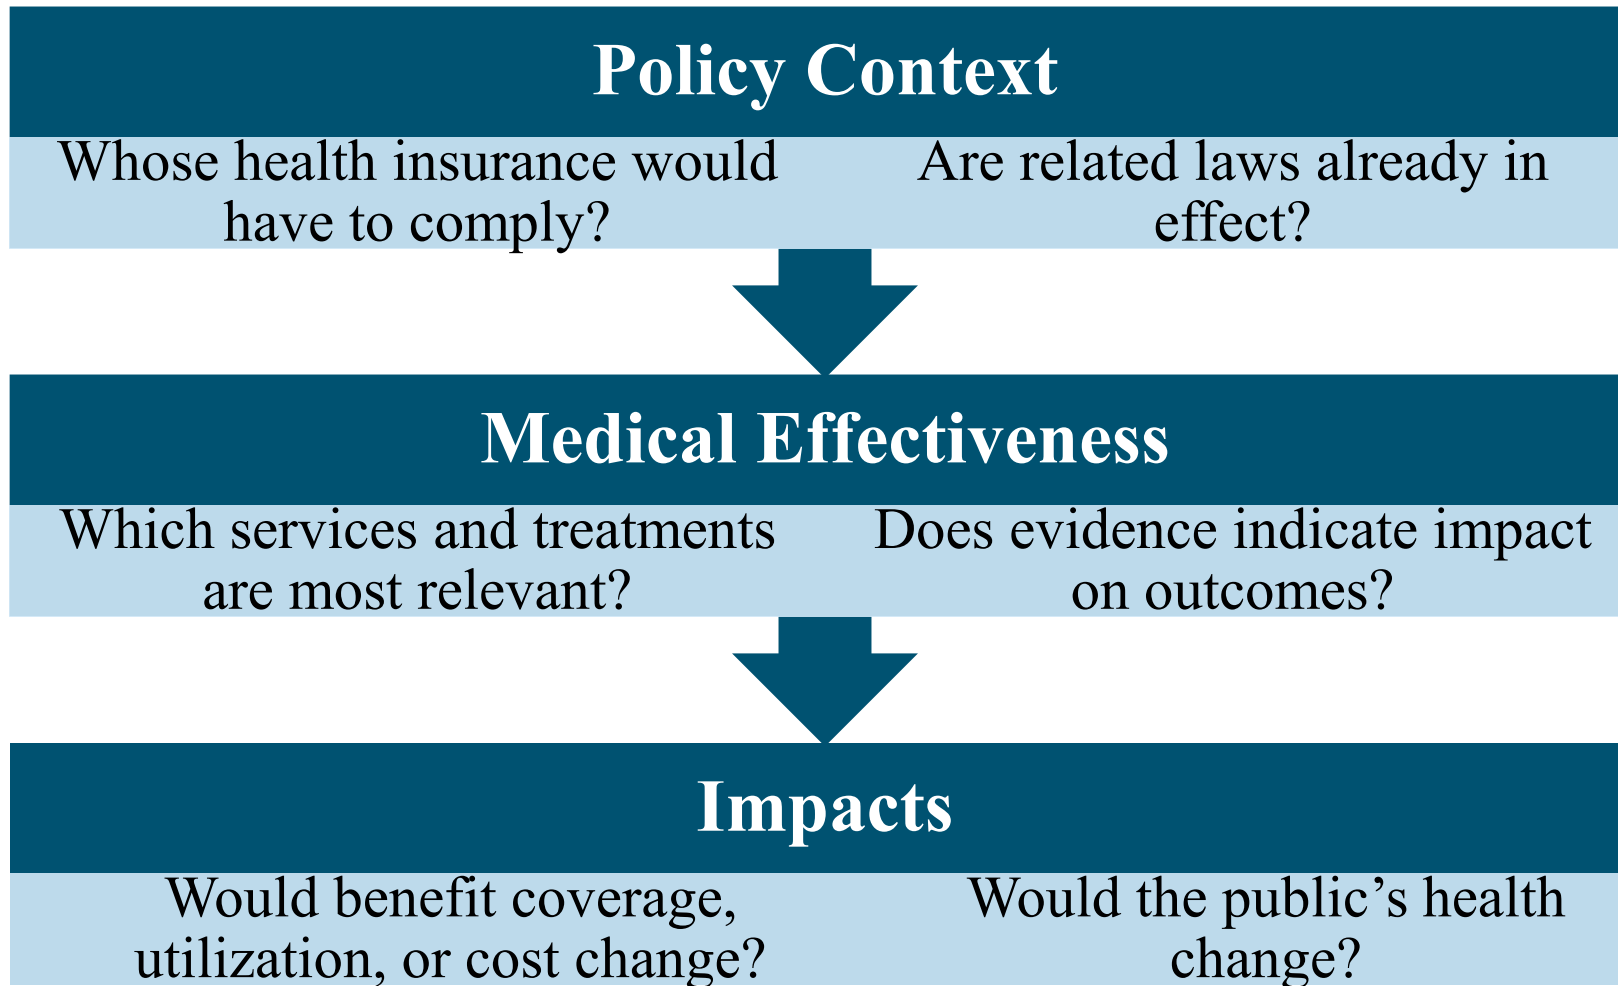 Policy Context
Whose health insurance would
have to comply?
Are related laws already in
effect?
Medical Effectiveness
Which services and treatments
are most relevant?
Does evidence indicate impact
on outcomes?
Impacts
Would benefit coverage,
utilization, or cost change?
Would the public’s health
change?